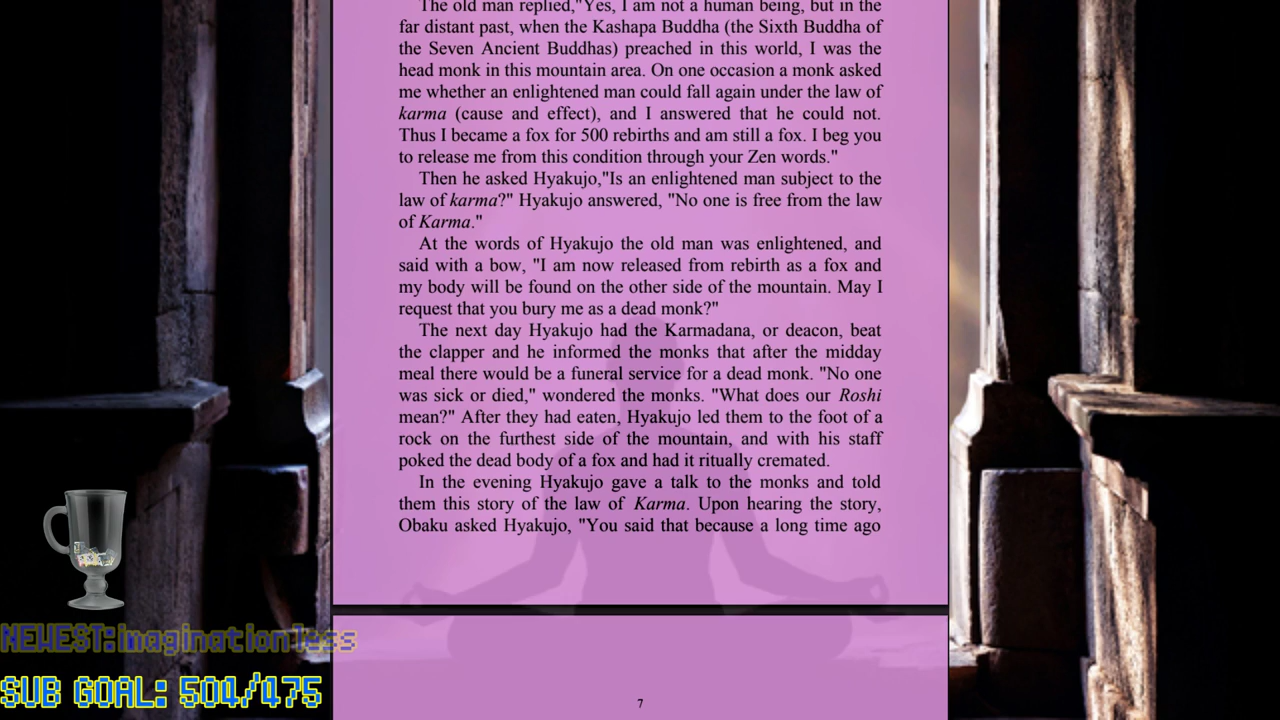 The old man replied,"Yes, I am not a human being, but in the
far distant past, when the Kashapa Buddha (the Sixth Buddha of
the Seven Ancient Buddhas) preached in this world, I was the
head monk in this mountain area. On one occasion a monk asked
me whether an enlightened man could fall again under the law of
karma (cause and effect), and I answered that he could not.
Thus I became a fox for 500 rebirths and am still a fox. I beg you
to release me from this condition through your Zen words."
Then he asked Hyakujo,"Is an enlightened man subject to the
law of karma?" Hyakujo answered, "No one is free from the law
of Karma."
At the words of Hyakujo the old man was enlightened, and
said with a bow, "I am now released from rebirth as a fox and
my body will be found on the other side of the mountain. May I
request that you bury me as a dead monk?"
The next day Hyakujo had the Karmadana, or deacon, beat
the clapper and he informed the monks that after the midday
meal there would be a funeral service for a dead monk. "No one
was sick or died," wondered the monks. "What does our Roshi
mean?" After they had eaten, Hyakujo led them to the foot of a
rock on the furthest side of the mountain, and with his staff
poked the dead body of a fox and had it ritually cremated.
In the evening Hyakujo gave a talk to the monks and told
them this story of the law of Karma. Upon hearing the story,
Obaku asked Hyakujo, "You said that because a long time ago
7
NEWEST:imaginationless
SUB GOAL: 504/475